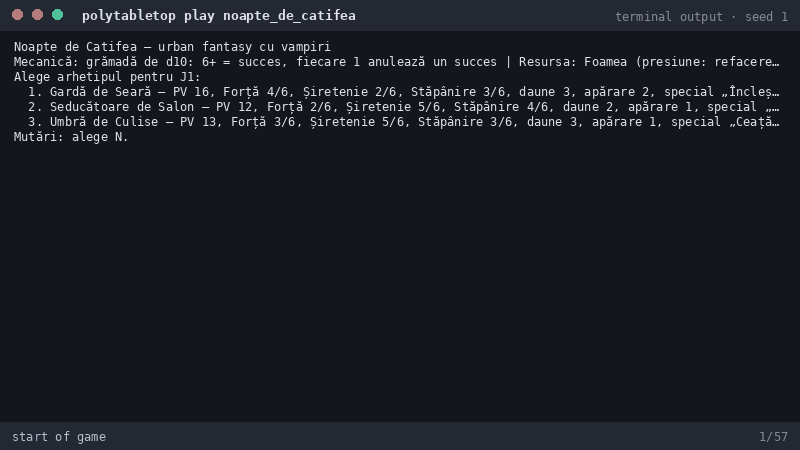 polytabletop play noapte_de_catifea
terminal output · seed 1
Noapte de Catifea — urban fantasy cu vampiri
Mecanică: grămadă de d10: 6+ = succes, fiecare 1 anulează un succes | Resursa: Foamea (presiune: refacere…
Alege arhetipul pentru J1:
1. Gardă de Seară — PV 16, Forță 4/6, Șiretenie 2/6, Stăpânire 3/6, daune 3, apărare 2, special „Încleș…
2. Seducătoare de Salon — PV 12, Forță 2/6, Șiretenie 5/6, Stăpânire 4/6, daune 2, apărare 1, special „…
3. Umbră de Culise — PV 13, Forță 3/6, Șiretenie 5/6, Stăpânire 3/6, daune 3, apărare 1, special „Ceață…
Mutări: alege N.
start of game
1/57